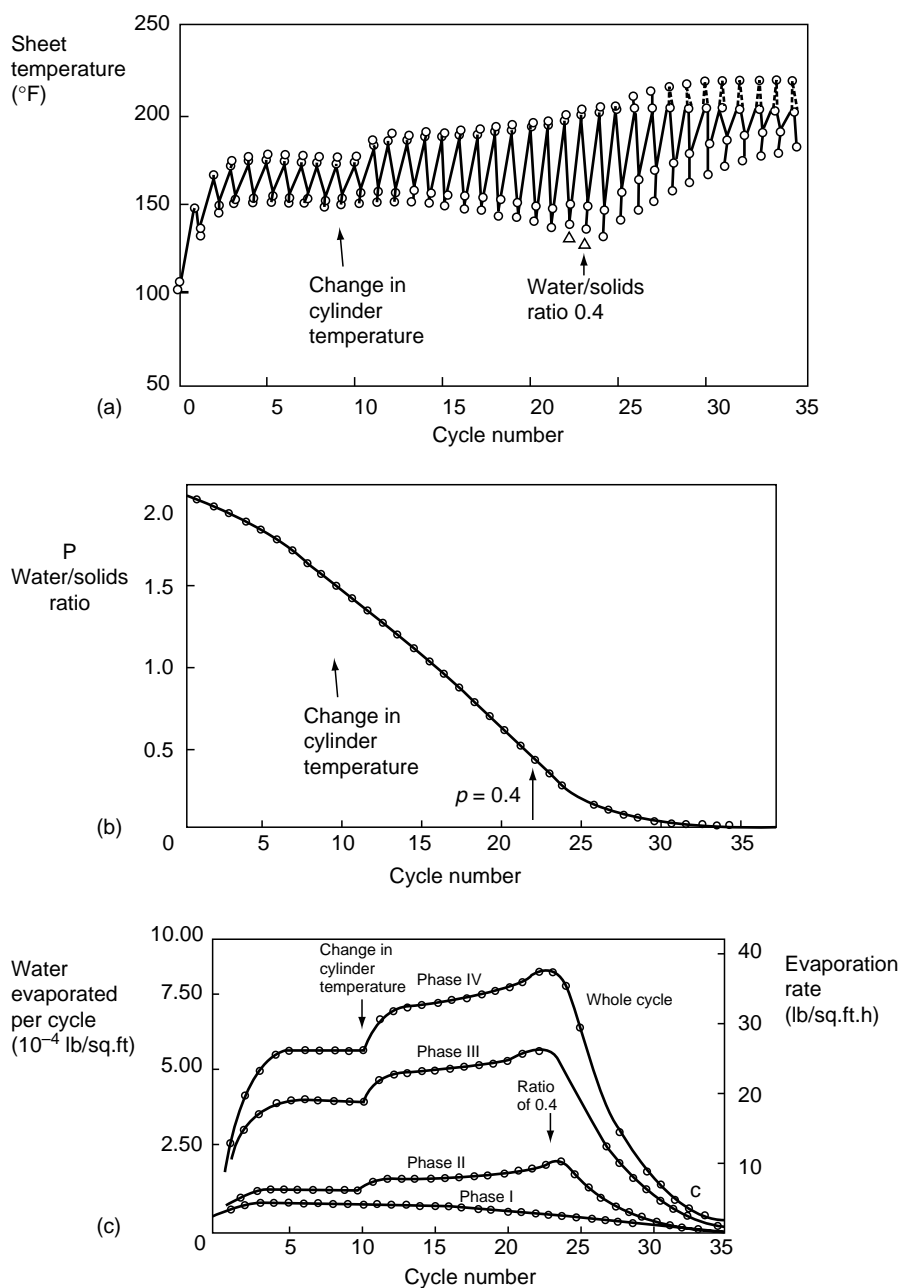 Sheet
temperature
(°F)
250
200
150
100
50
Change in
cylinder
temperature
Water/solids
ratio 0.4
0 5 10 15 20 25 30 35
Cycle number
(a)
P
Water/solids
ratio
2.0
1.5
1.0
0.5
0
Change in
cylinder
temperature
p = 0.4
5 10 15 20 25 30 35
Cycle number
(b)
Water
evaporated
per cycle
(10⁻⁴ lb/sq.ft)
10.00
7.50
5.00
2.50
0
Change in
cylinder
temperature
Phase IV
Whole cycle
Phase III
Ratio
of 0.4
Phase II
Phase I
C
40
30
20
10
Evaporation
rate
(lb/sq.ft.h)
0 5 10 15 20 25 30 35
Cycle number
(c)